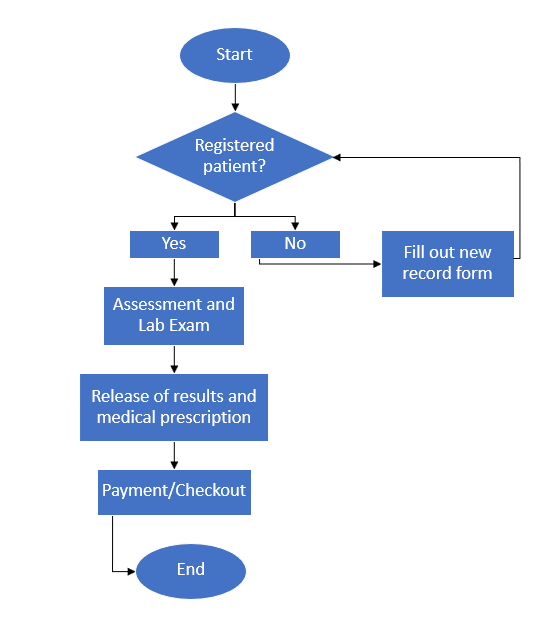 Start
Registered
patient?
Yes
No
Fill out new
record form
Assessment and
Lab Exam
Release of results and
medical prescription
Payment/Checkout
End